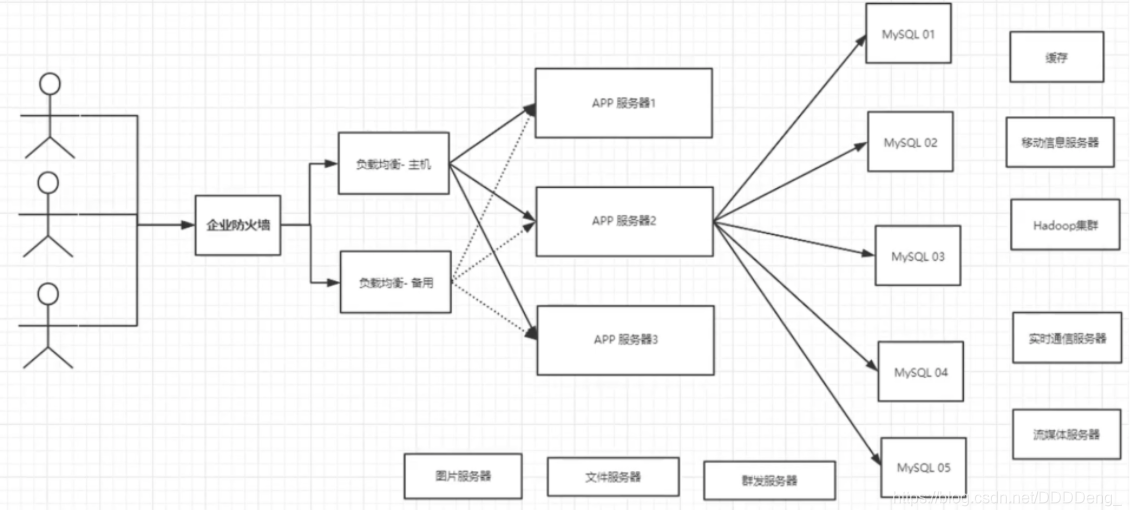 MySQL 01
缓存
APP 服务器1
MySQL 02
移动信息服务器
负载均衡- 主机
企业防火墙
APP 服务器2
Hadoop集群
MySQL 03
负载均衡- 备用
APP 服务器3
实时通信服务器
MySQL 04
流媒体服务器
MySQL 05
图片服务器
文件服务器
群发服务器
https://blog.csdn.net/DDDDeng_